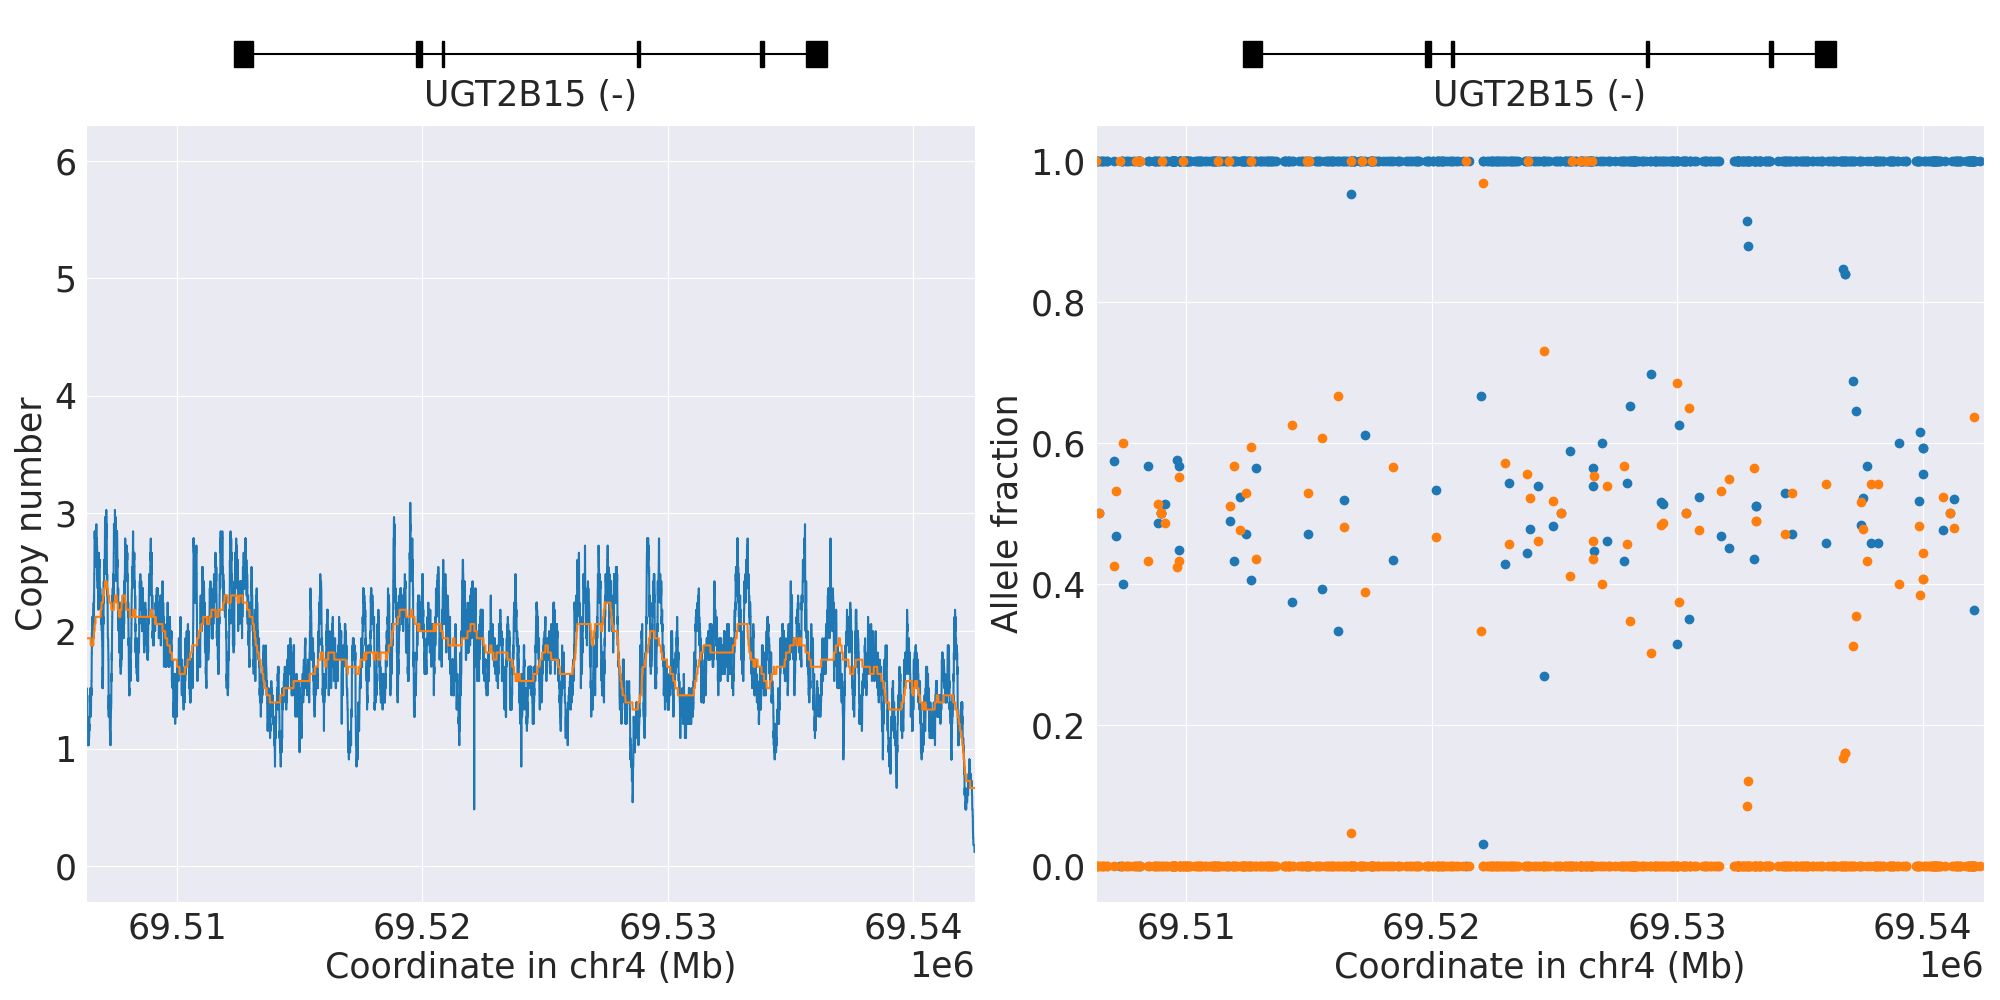 UGT2B15 (-)
6
5
4
3
2
1
0
Copy number
69.51 69.52 69.53 69.54
Coordinate in chr4 (Mb)
1e6
UGT2B15 (-)
1.0
0.8
0.6
0.4
0.2
0.0
Allele fraction
69.51 69.52 69.53 69.54
Coordinate in chr4 (Mb)
1e6